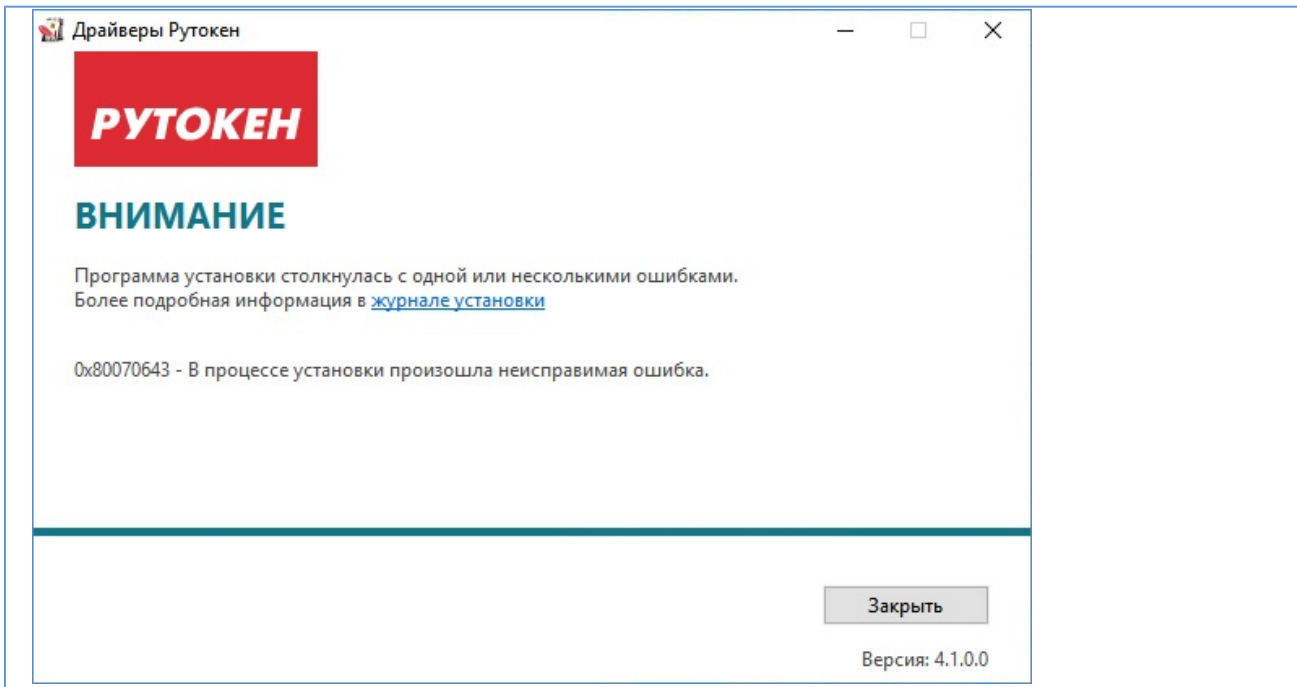 Драйверы Рутокен
РУТОКЕН
ВНИМАНИЕ
Программа установки столкнулась с одной или несколькими ошибками.
Более подробная информация в журнале установки
0x80070643 - В процессе установки произошла неисправимая ошибка.
Закрыть
Версия: 4.1.0.0